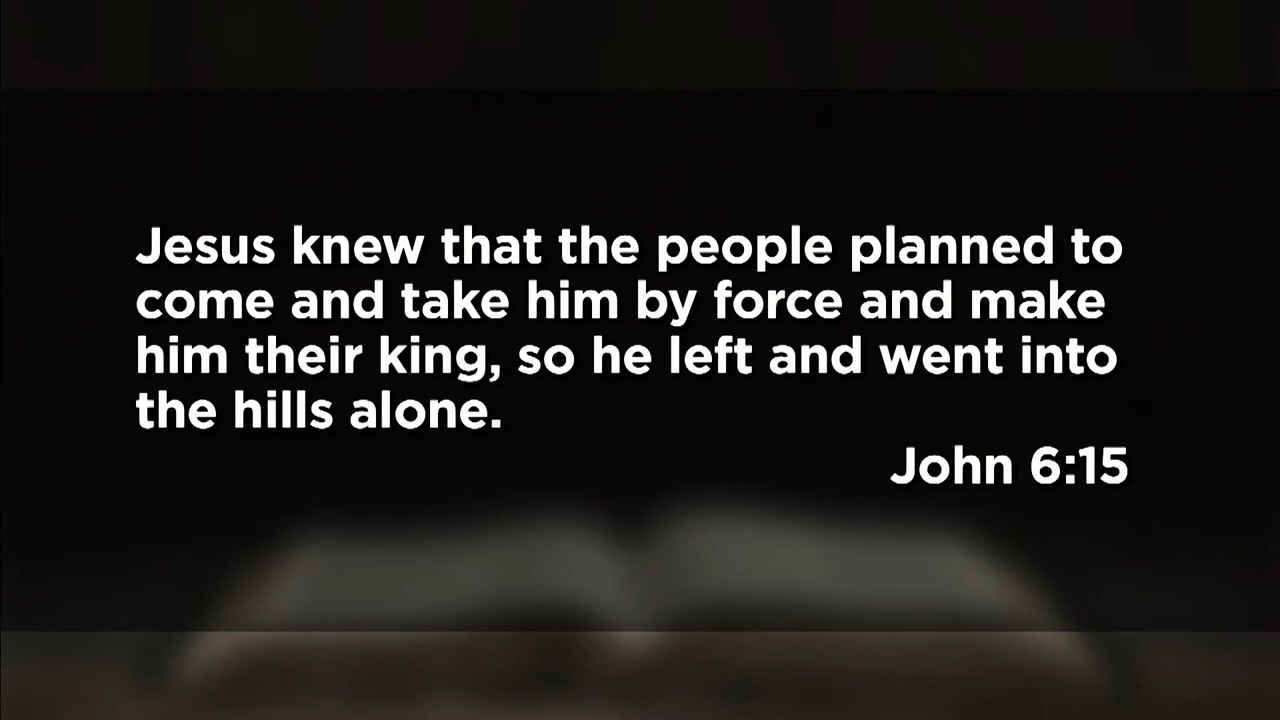 Jesus knew that the people planned to
come and take him by force and make
him their king, so he left and went into
the hills alone.
John 6:15